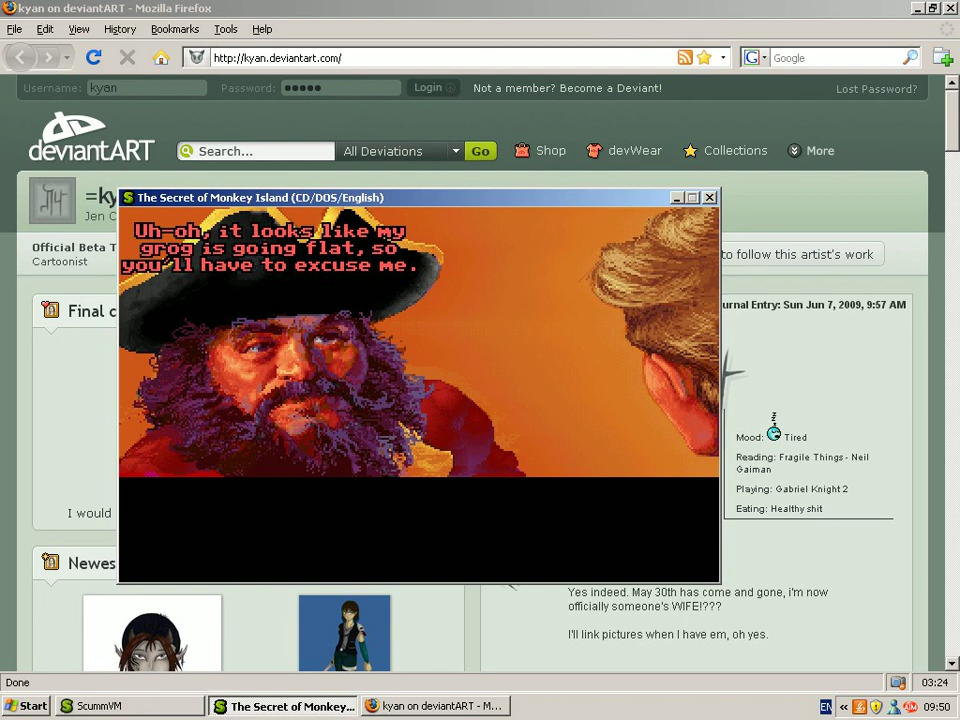 kyan on deviantART - Mozilla Firefox
File Edit View History Bookmarks Tools Help
http://kyan.deviantart.com/
Google
Username: kyan Password: ●●●●● Login Not a member? Become a Deviant! Lost Password?
deviantART Search... All Deviations Go Shop devWear Collections More
=ky
Jen C
The Secret of Monkey Island (CD/DOS/English)
Uh-oh, it looks like my
grog is going flat, so
you'll have to excuse me.
Official Beta T
Cartoonist
to follow this artist's work
Final c
urnal Entry: Sun Jun 7, 2009, 9:57 AM
z
z
Mood: Tired
Reading: Fragile Things - Neil
Gaiman
Playing: Gabriel Knight 2
Eating: Healthy shit
I would
Newes
Yes indeed. May 30th has come and gone, i'm now
officially someone's WIFE!???
I'll link pictures when I have em, oh yes.
Done 03:24
Start ScummVM The Secret of Monkey... kyan on deviantART - M... EN « 09:50